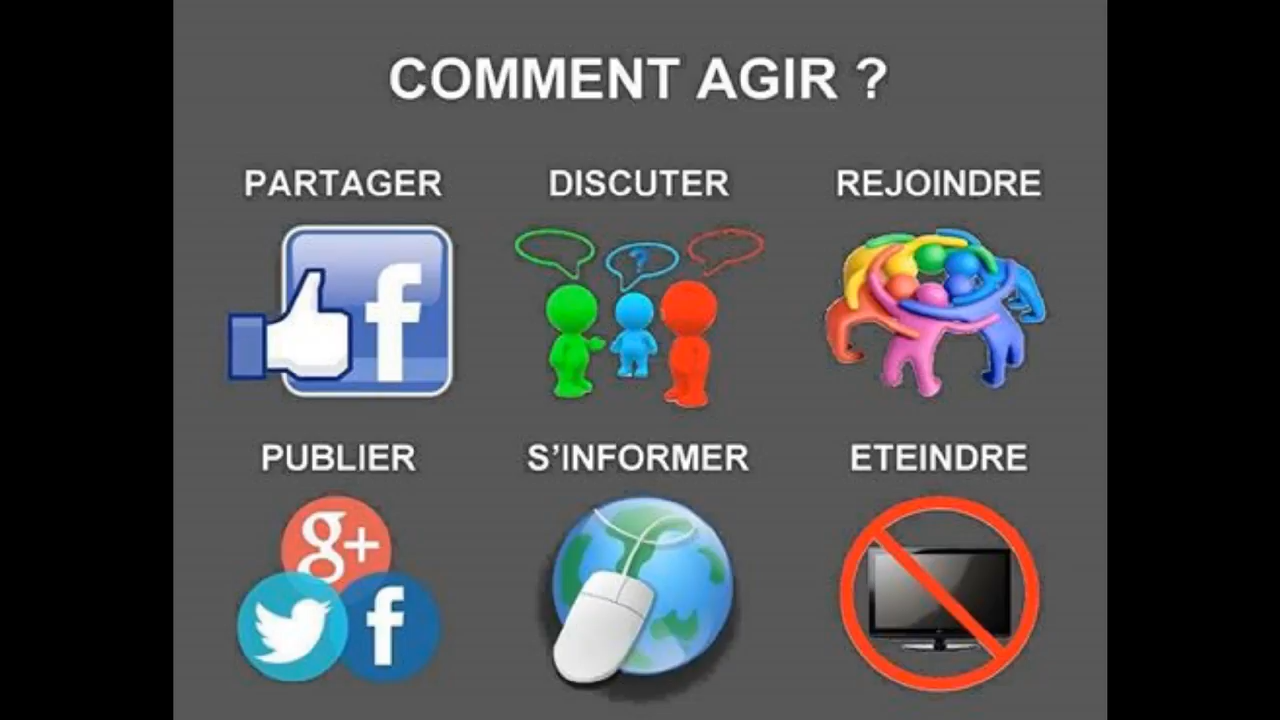 COMMENT AGIR ?
PARTAGER DISCUTER REJOINDRE
f
?
PUBLIER S’INFORMER ETEINDRE
g+
f